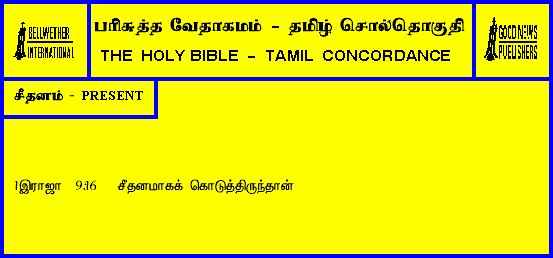 BELLWETHER
INTERNATIONAL
பரிசுத்த வேதாகமம் - தமிழ் சொல்தொகுதி
THE HOLY BIBLE - TAMIL CONCORDANCE
GOOD NEWS
PUBLISHERS
சீதனம் - PRESENT
1இராஜா 9:16 சீதனமாகக் கொடுத்திருந்தான்